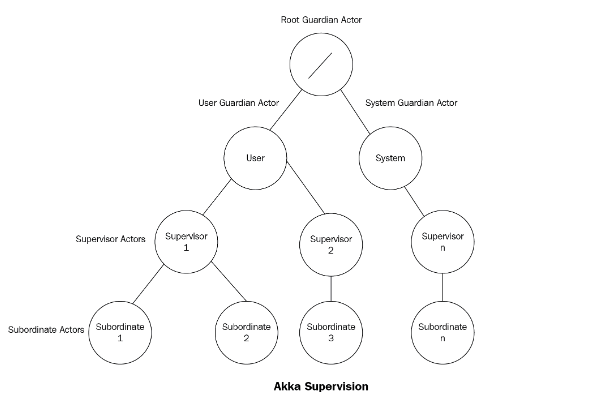 Root Guardian Actor
/
User Guardian Actor
System Guardian Actor
User
System
Supervisor Actors
Supervisor
1
Supervisor
2
Supervisor
n
Subordinate Actors
Subordinate
1
Subordinate
2
Subordinate
3
Subordinate
n
Akka Supervision